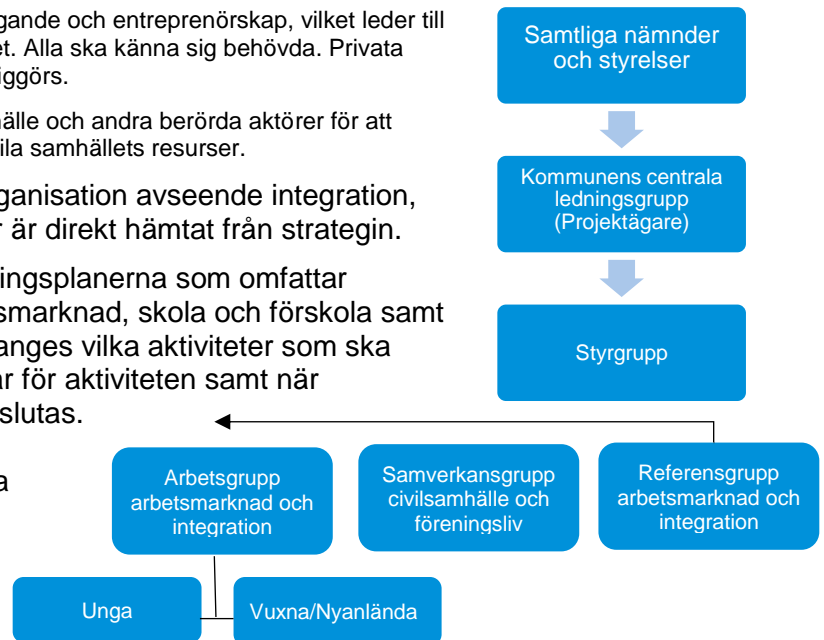 gande och entreprenörskap, vilket leder till
et. Alla ska känna sig behövda. Privata
iggörs.
älle och andra berörda aktörer för att
ila samhällets resurser.
ganisation avseende integration,
r är direkt hämtat från strategin.
ingsplanerna som omfattar
smarknad, skola och förskola samt
anges vilka aktiviteter som ska
ar för aktiviteten samt när
slutas.
a
Samtliga nämnder
och styrelser
Kommunens centrala
ledningsgrupp
(Projektägare)
Styrgrupp
Arbetsgrupp
arbetsmarknad och
integration
Samverkansgrupp
civilsamhälle och
föreningsliv
Referensgrupp
arbetsmarknad och
integration
Unga
Vuxna/Nyanlända